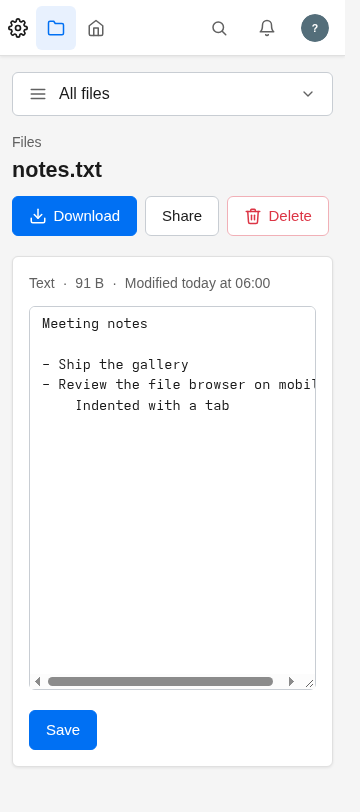 ?
All files
Files
notes.txt
Download Share Delete
Text · 91 B · Modified today at 06:00
Meeting notes
- Ship the gallery
- Review the file browser on mobil
Indented with a tab
Save